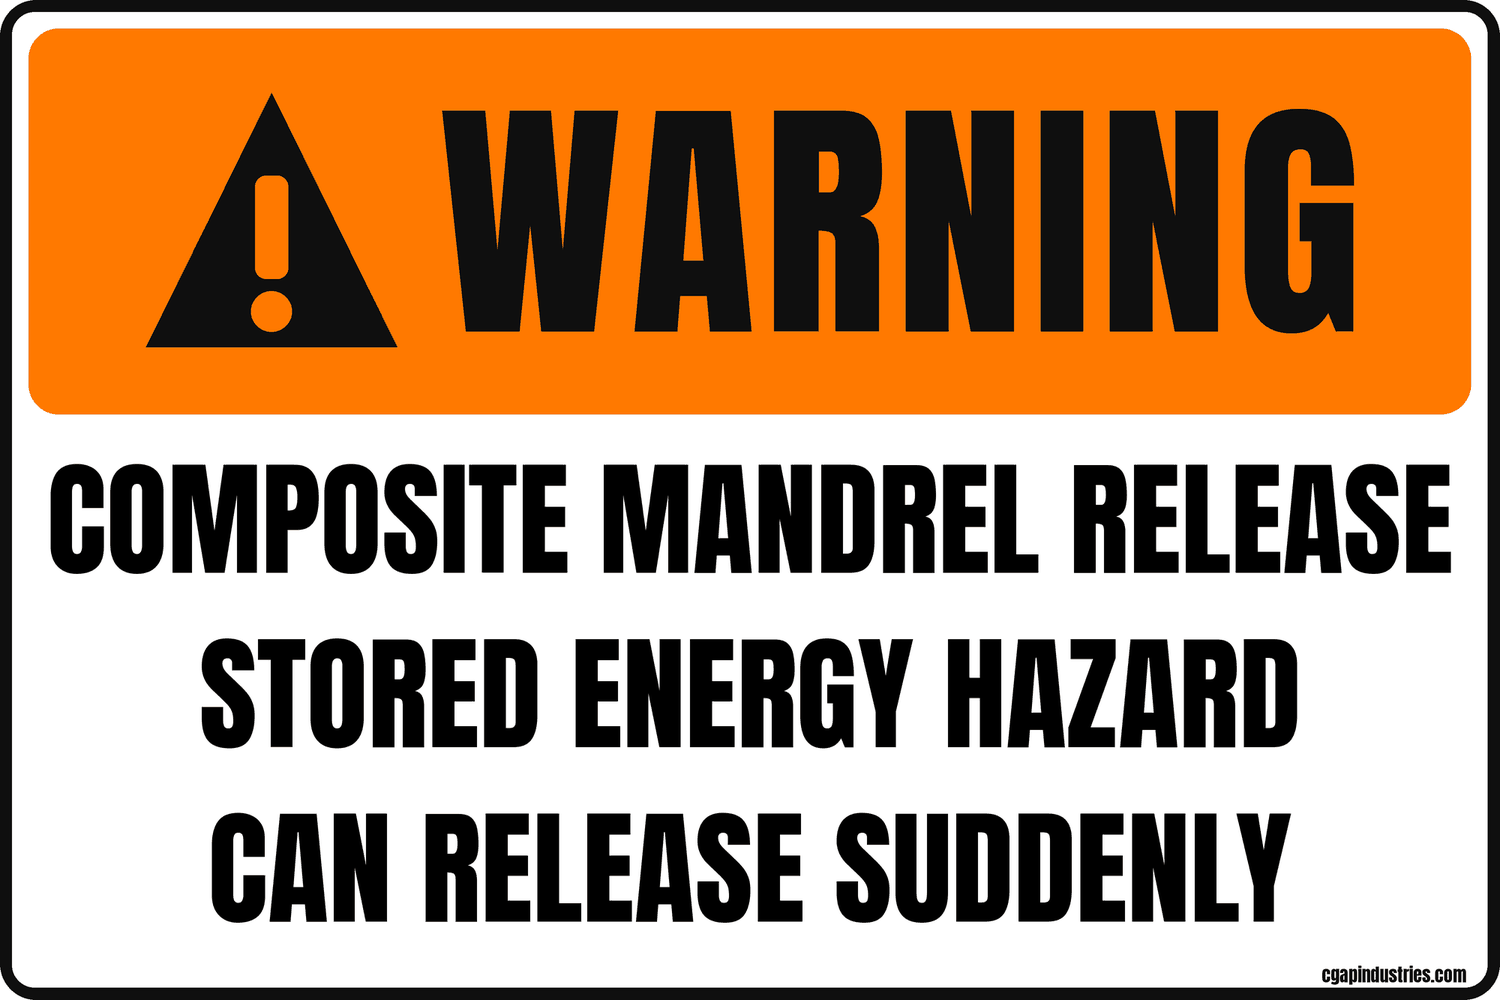 WARNING
COMPOSITE MANDREL RELEASE
STORED ENERGY HAZARD
CAN RELEASE SUDDENLY
cgapindustries.com